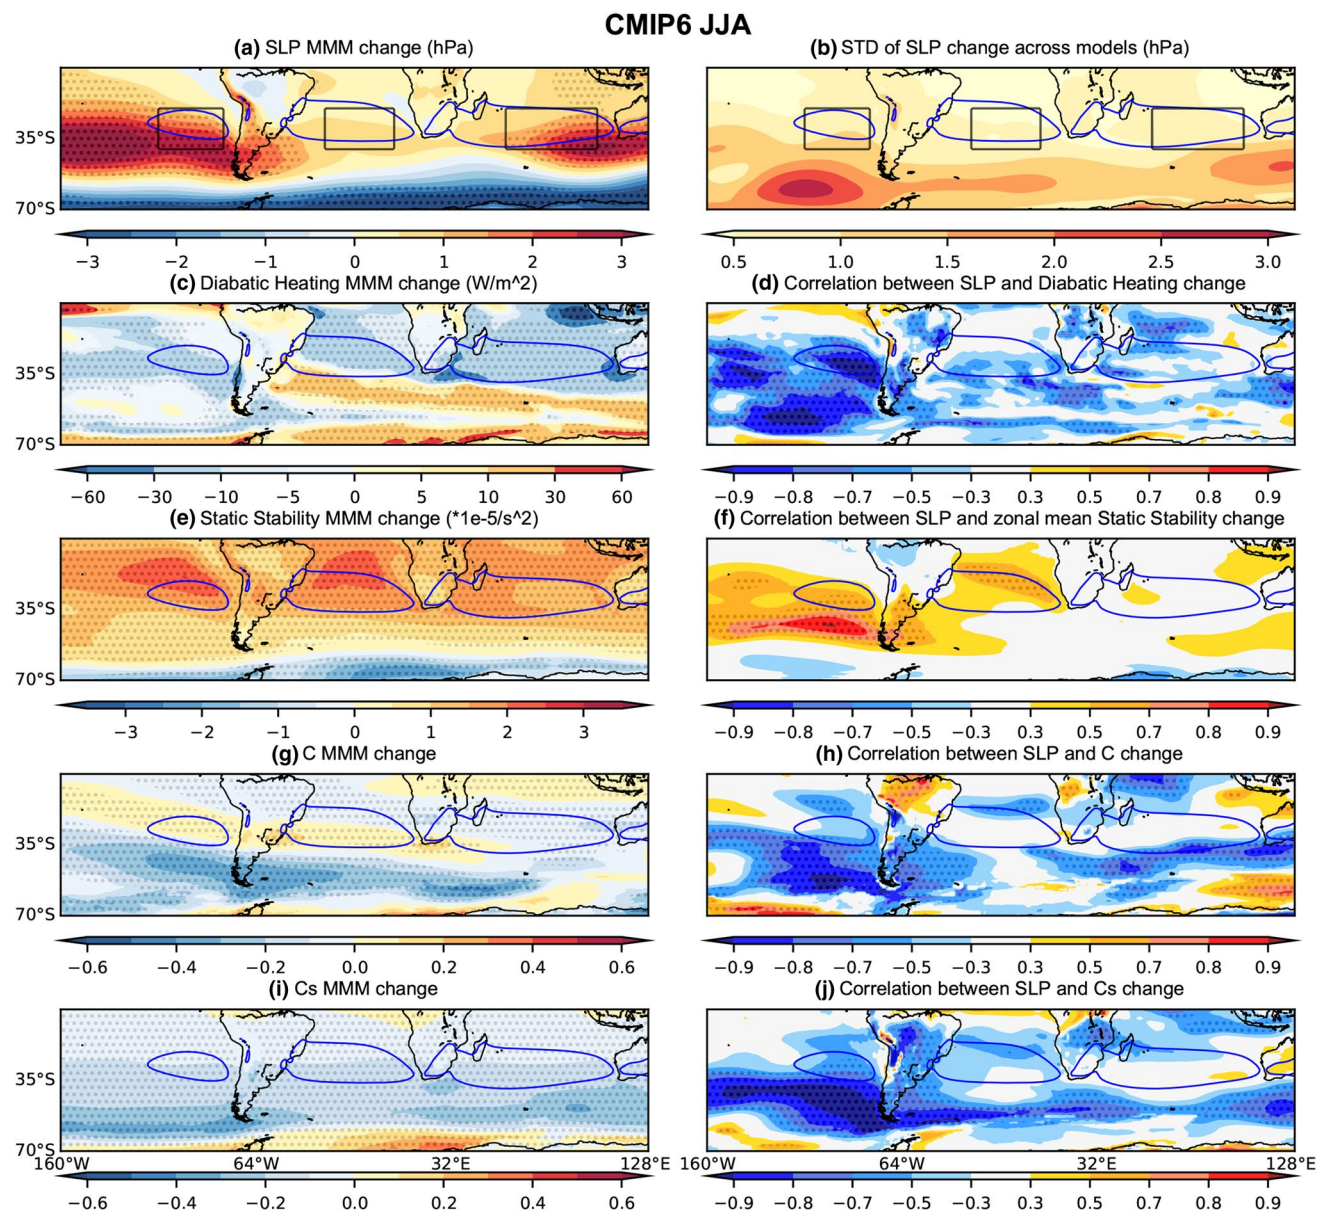 CMIP6 JJA
(a) SLP MMM change (hPa)
(b) STD of SLP change across models (hPa)
35°S
70°S
−3 −2 −1 0 1 2 3
0.5 1.0 1.5 2.0 2.5 3.0
(c) Diabatic Heating MMM change (W/m^2)
(d) Correlation between SLP and Diabatic Heating change
35°S
70°S
−60 −30 −10 −5 0 5 10 30 60
−0.9 −0.8 −0.7 −0.5 −0.3 0.3 0.5 0.7 0.8 0.9
(e) Static Stability MMM change (*1e-5/s^2)
(f) Correlation between SLP and zonal mean Static Stability change
35°S
70°S
−3 −2 −1 0 1 2 3
−0.9 −0.8 −0.7 −0.5 −0.3 0.3 0.5 0.7 0.8 0.9
(g) C MMM change
(h) Correlation between SLP and C change
35°S
70°S
−0.6 −0.4 −0.2 0.0 0.2 0.4 0.6
−0.9 −0.8 −0.7 −0.5 −0.3 0.3 0.5 0.7 0.8 0.9
(i) Cs MMM change
(j) Correlation between SLP and Cs change
35°S
70°S
160°W 64°W 32°E 128°E
160°W 64°W 32°E 128°E
−0.6 −0.4 −0.2 0.0 0.2 0.4 0.6
−0.9 −0.8 −0.7 −0.5 −0.3 0.3 0.5 0.7 0.8 0.9